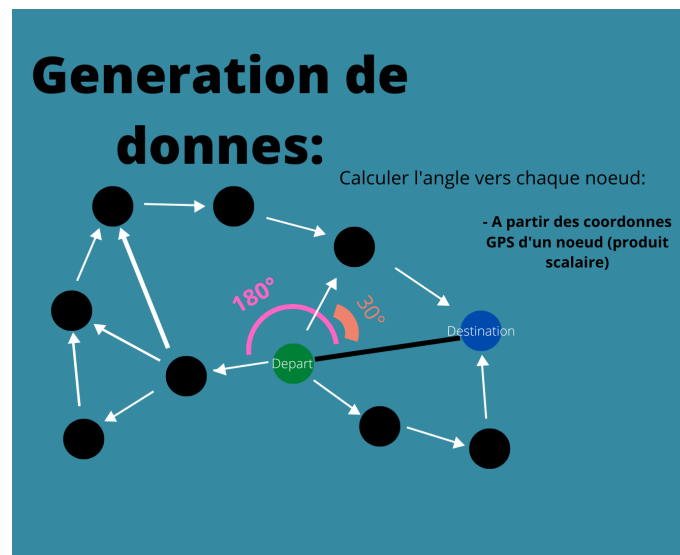 Generation de
donnes:
Calculer l'angle vers chaque noeud:
- A partir des coordonnes
GPS d'un noeud (produit
scalaire)
180°
30°
Destination
Depart